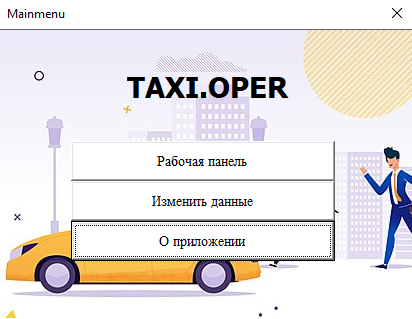 Mainmenu
TAXI.OPER
Рабочая панель
Изменить данные
О приложении